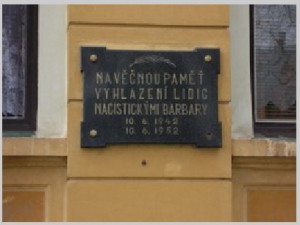 NA VĚČNOU PAMĚŤ
VYHLAZENÍ LIDIC
NACISTICKÝMI BARBARY
10. 6. 1942
10. 6. 1952